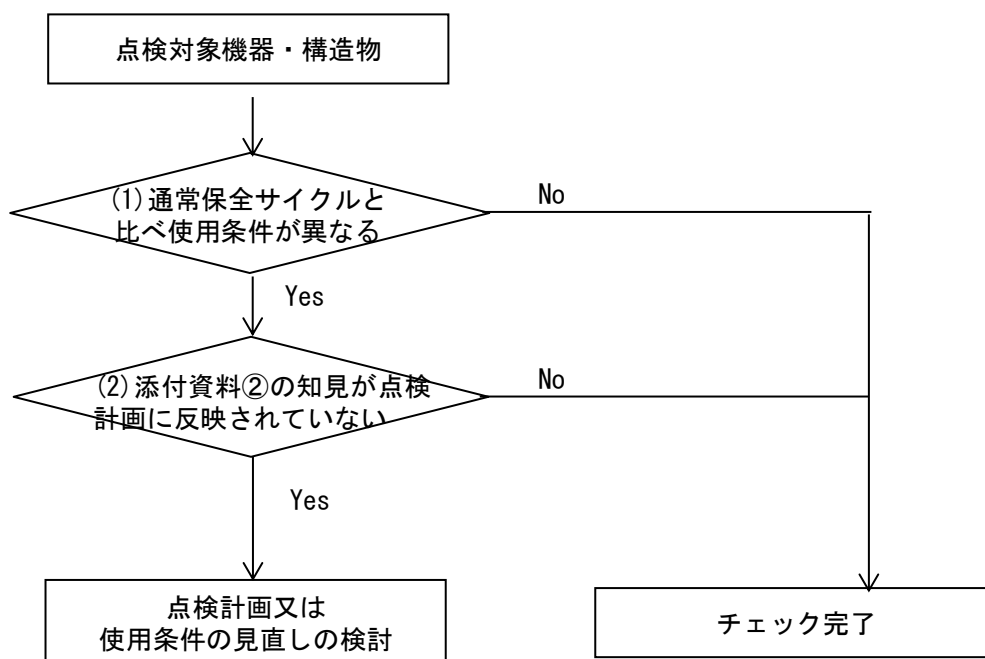 点検対象機器・構造物
(1)通常保全サイクルと
比べ使用条件が異なる
No
Yes
(2)添付資料②の知見が点検
計画に反映されていない
No
Yes
点検計画又は
使用条件の見直しの検討
チェック完了